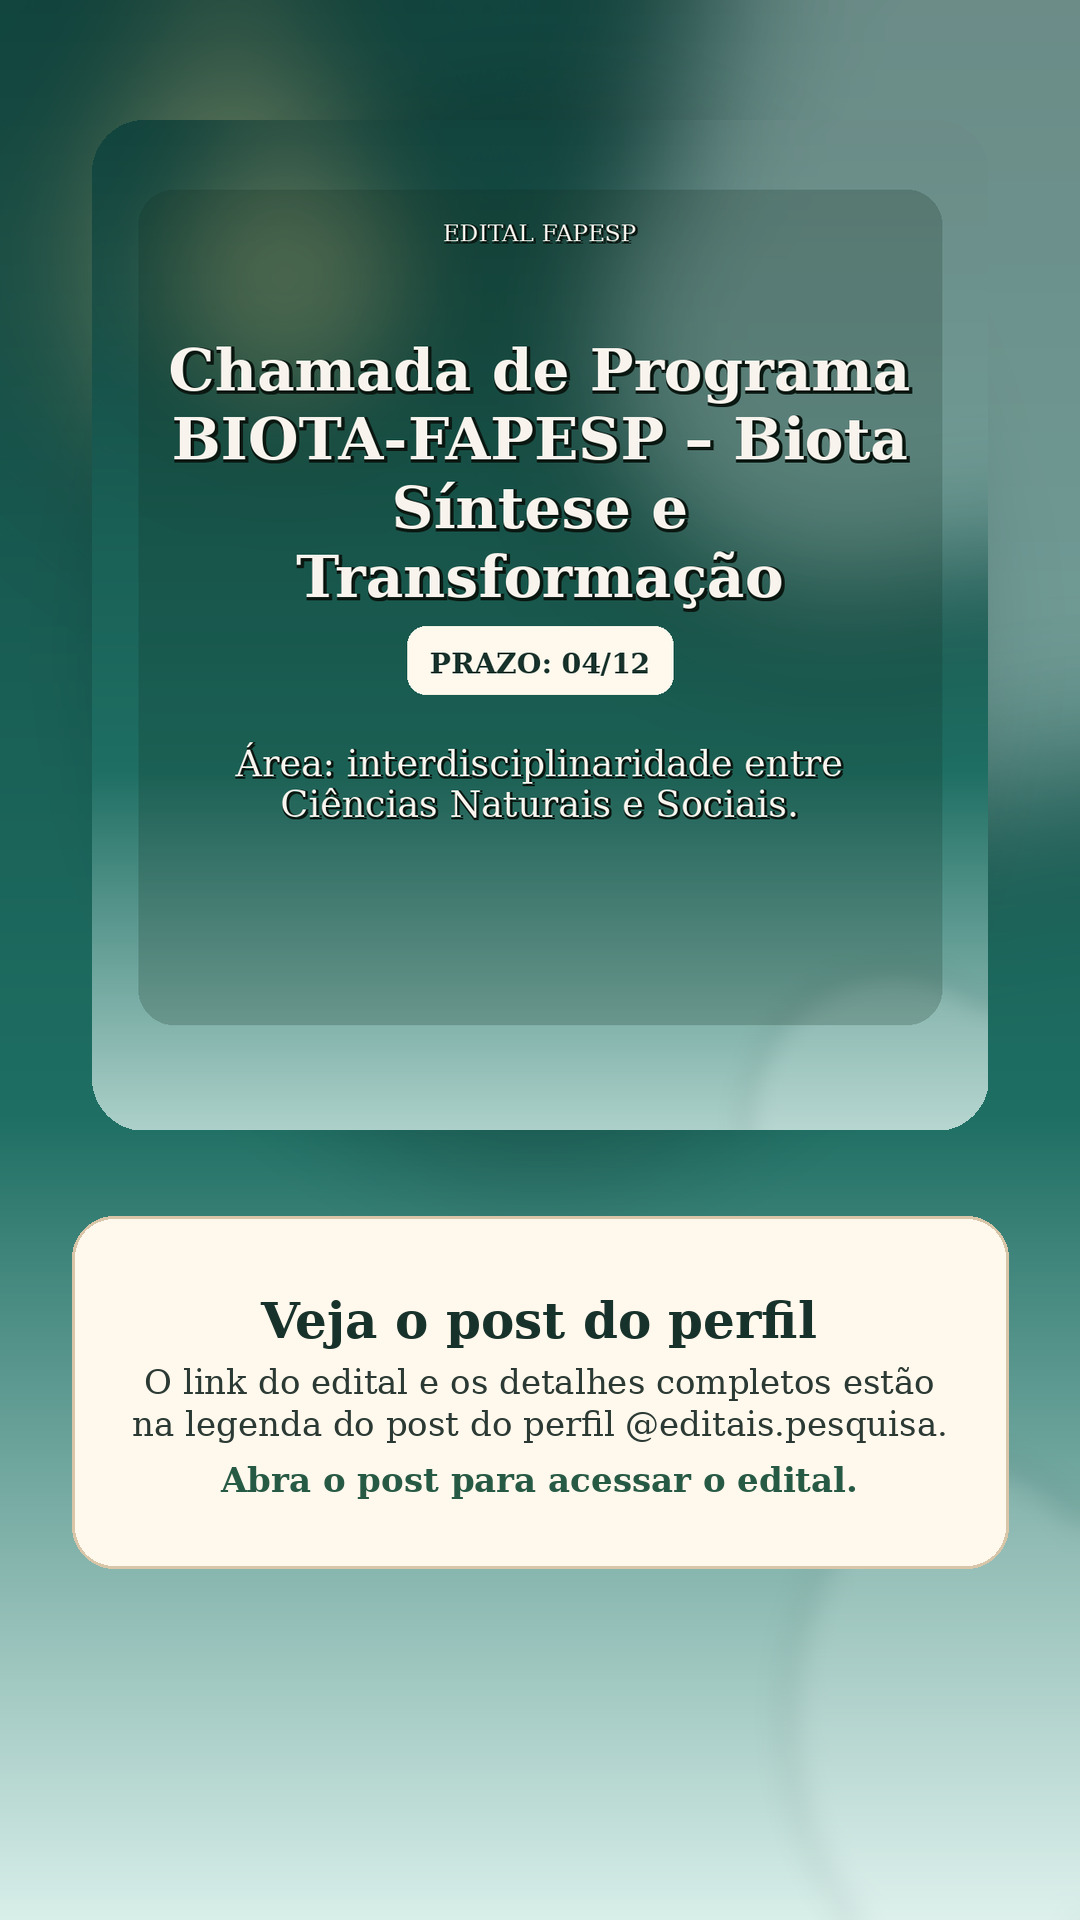 EDITAL FAPESP
Chamada de Programa
BIOTA-FAPESP – Biota
Síntese e
Transformação
PRAZO: 04/12
Área: interdisciplinaridade entre
Ciências Naturais e Sociais.
Veja o post do perfil
O link do edital e os detalhes completos estão
na legenda do post do perfil @editais.pesquisa.
Abra o post para acessar o edital.